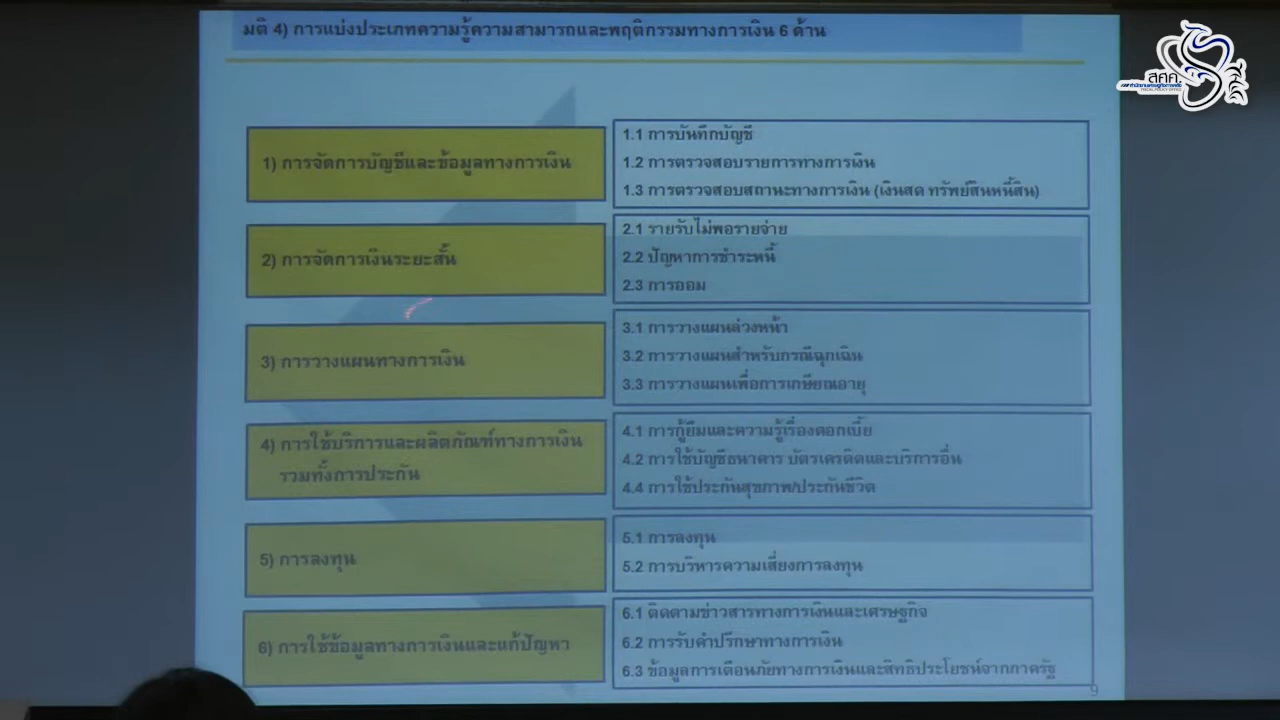 มิติ 4) การแบ่งประเภทความรู้ความสามารถและพฤติกรรมทางการเงิน 6 ด้าน
สศค.
สำนักงานเศรษฐกิจการคลัง
FISCAL POLICY OFFICE
1) การจัดการบัญชีและข้อมูลทางการเงิน
1.1 การบันทึกบัญชี
1.2 การตรวจสอบรายการทางการเงิน
1.3 การตรวจสอบสถานะทางการเงิน (เงินสด ทรัพย์สินหนี้สิน)
2) การจัดการเงินระยะสั้น
2.1 รายรับไม่พอรายจ่าย
2.2 ปัญหาการชำระหนี้
2.3 การออม
3) การวางแผนทางการเงิน
3.1 การวางแผนล่วงหน้า
3.2 การวางแผนสำหรับกรณีฉุกเฉิน
3.3 การวางแผนเพื่อการเกษียณอายุ
4) การใช้บริการและผลิตภัณฑ์ทางการเงิน
รวมทั้งการประกัน
4.1 การกู้ยืมและความรู้เรื่องดอกเบี้ย
4.2 การใช้บัญชีธนาคาร บัตรเครดิตและบริการอื่น
4.4 การใช้ประกันสุขภาพ/ประกันชีวิต
5) การลงทุน
5.1 การลงทุน
5.2 การบริหารความเสี่ยงการลงทุน
6) การใช้ข้อมูลทางการเงินและแก้ปัญหา
6.1 ติดตามข่าวสารทางการเงินและเศรษฐกิจ
6.2 การรับคำปรึกษาทางการเงิน
6.3 ข้อมูลการเตือนภัยทางการเงินและสิทธิประโยชน์จากภาครัฐ
9